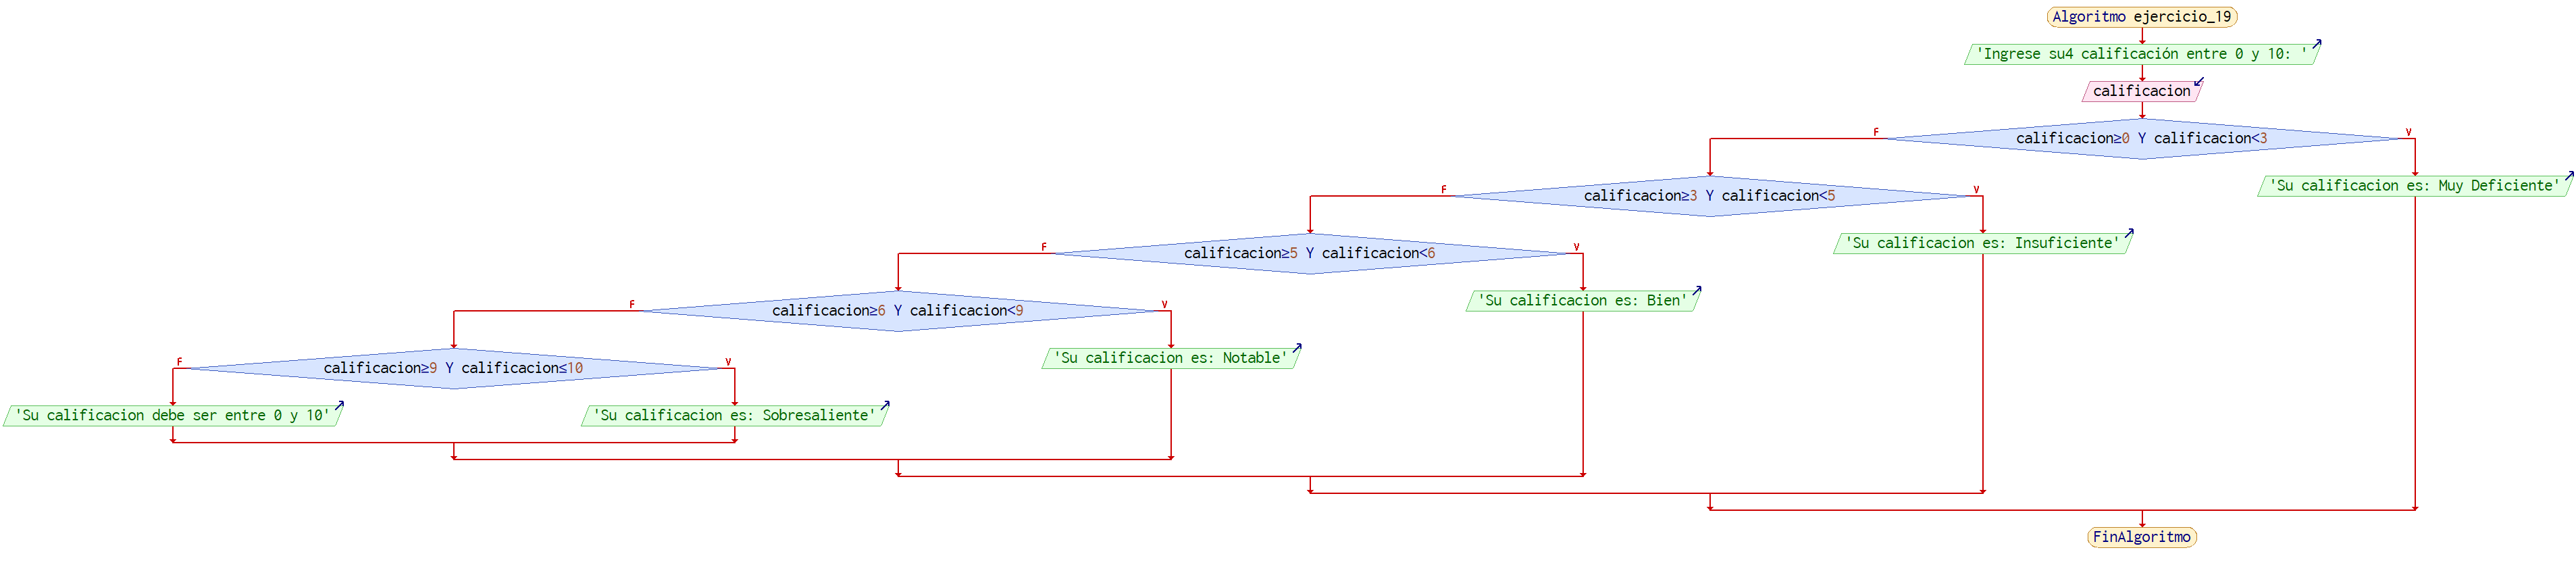 Algoritmo ejercicio_19
'Ingrese su4 calificación entre 0 y 10: '
calificacion
F
calificacion≥0 Y calificacion<3
V
F
calificacion≥3 Y calificacion<5
V
'Su calificacion es: Muy Deficiente'
F
calificacion≥5 Y calificacion<6
V
'Su calificacion es: Insuficiente'
F
calificacion≥6 Y calificacion<9
V
'Su calificacion es: Bien'
F
calificacion≥9 Y calificacion≤10
V
'Su calificacion es: Notable'
'Su calificacion debe ser entre 0 y 10'
'Su calificacion es: Sobresaliente'
FinAlgoritmo